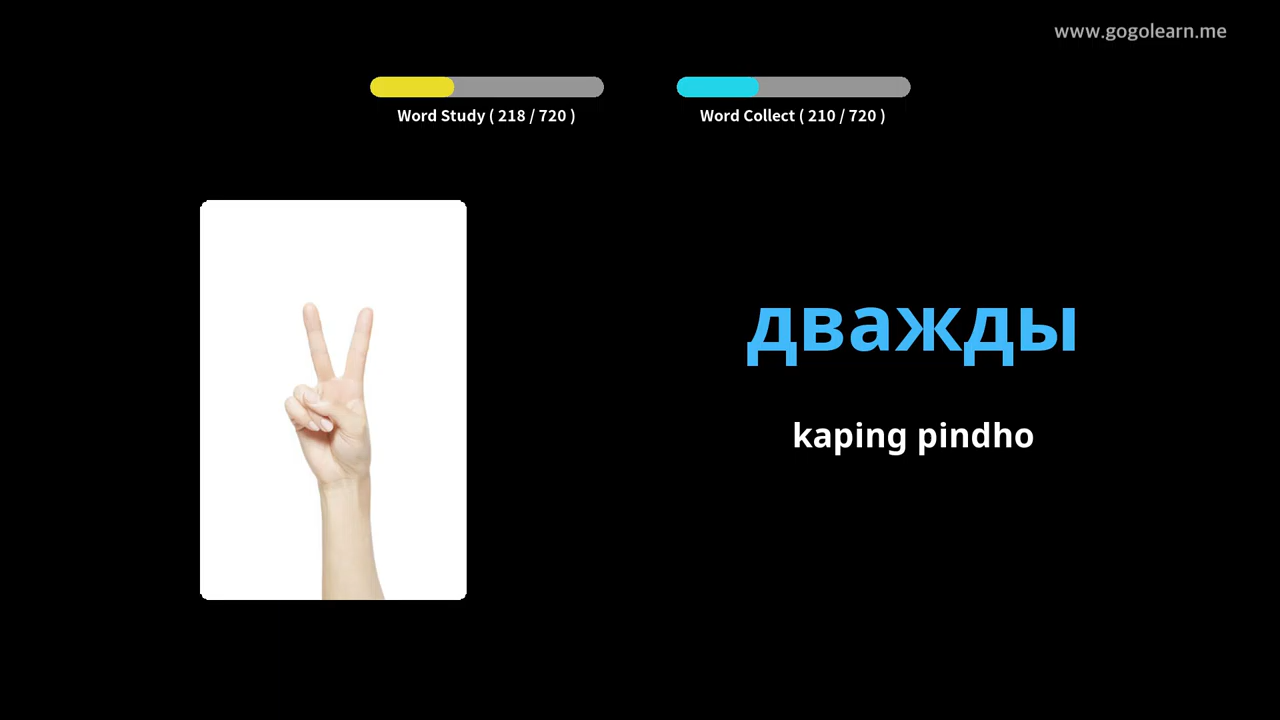 www.gogolearn.me
Word Study ( 218 / 720 )
Word Collect ( 210 / 720 )
дважды
kaping pindho